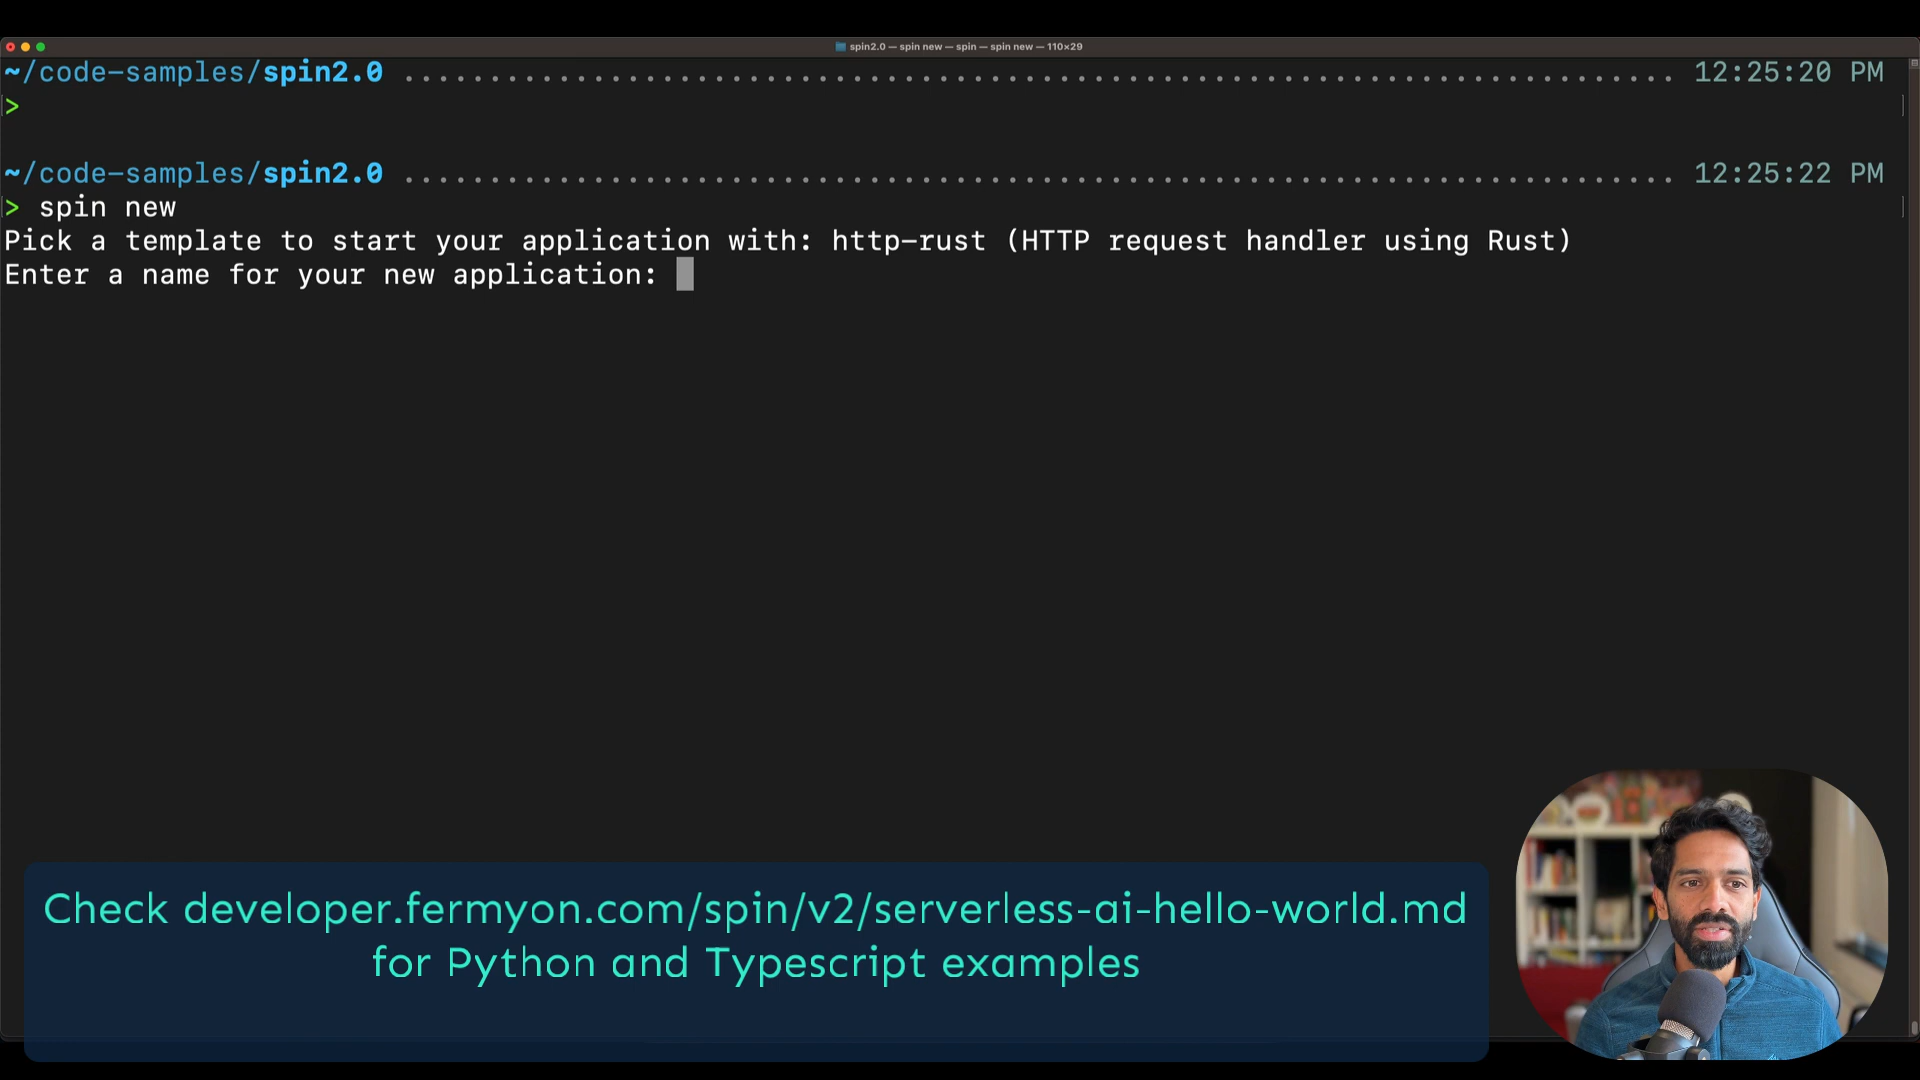 spin2.0 — spin new — spin — spin new — 110×29
~/code-samples/spin2.0 .......................................................................... 12:25:20 PM
>
~/code-samples/spin2.0 .......................................................................... 12:25:22 PM
> spin new
Pick a template to start your application with: http-rust (HTTP request handler using Rust)
Enter a name for your new application:
Check developer.fermyon.com/spin/v2/serverless-ai-hello-world.md
for Python and Typescript examples